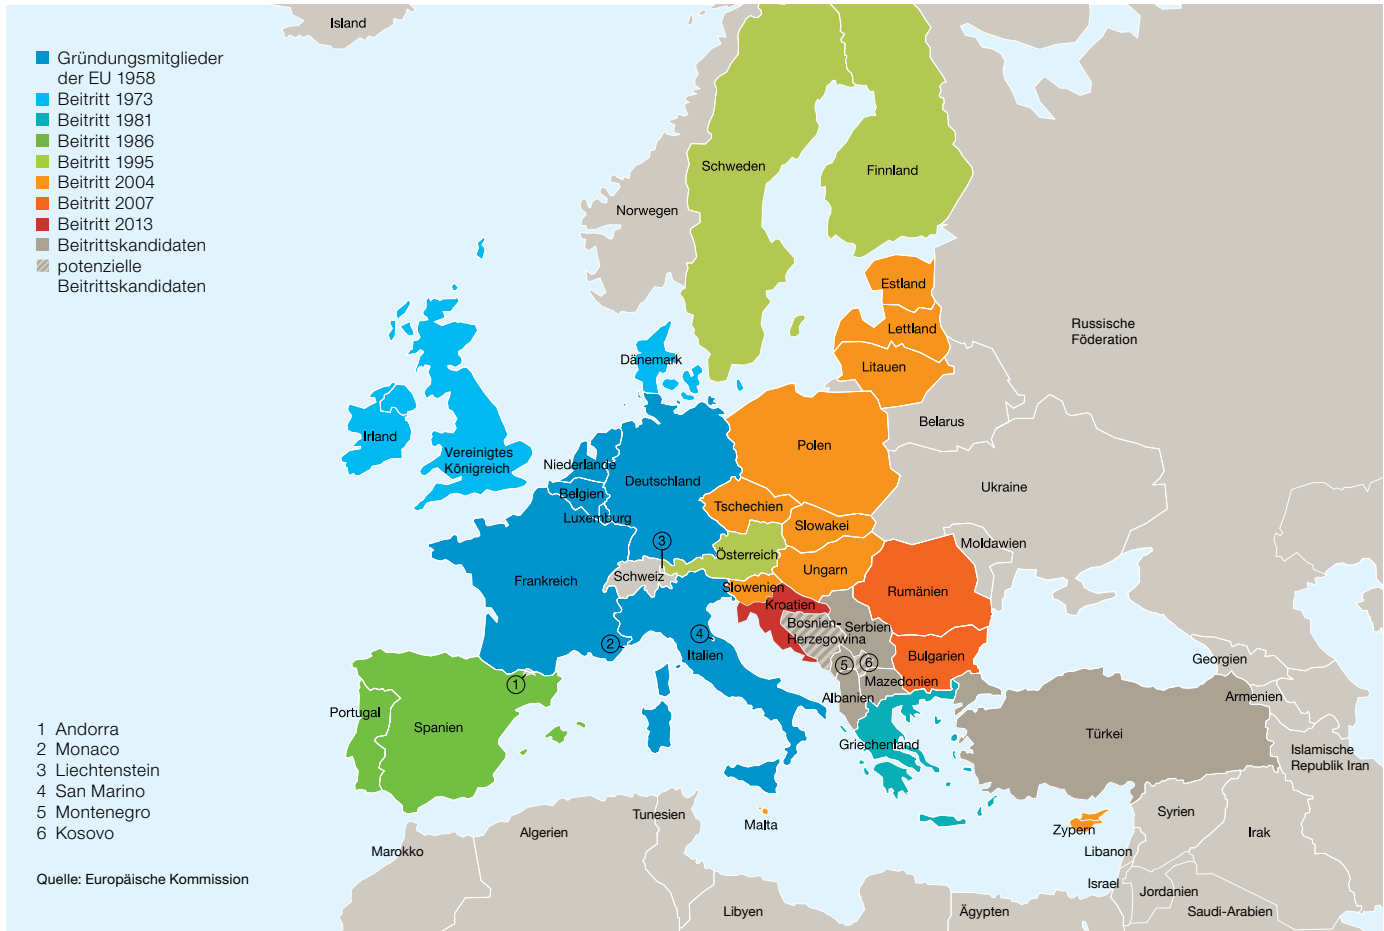 Island
Gründungsmitglieder
der EU 1958
Beitritt 1973
Beitritt 1981
Beitritt 1986
Beitritt 1995
Beitritt 2004
Beitritt 2007
Beitritt 2013
Beitrittskandidaten
potenzielle
Beitrittskandidaten
Schweden
Finnland
Norwegen
Estland
Lettland
Litauen
Russische
Föderation
Dänemark
Belarus
Irland
Vereinigtes
Königreich
Polen
Niederlande
Deutschland
Belgien
Luxemburg
Tschechien
Slowakei
Ukraine
Moldawien
3
Österreich
Ungarn
Schweiz
Frankreich
Slowenien
Kroatien
Rumänien
Bosnien-
Herzegowina
Serbien
2
4
Italien
5
6
Bulgarien
Mazedonien
Albanien
Georgien
Armenien
1
Portugal
Spanien
Griechenland
Türkei
Islamische
Republik Iran
1 Andorra
2 Monaco
3 Liechtenstein
4 San Marino
5 Montenegro
6 Kosovo
Malta
Zypern
Syrien
Irak
Libanon
Israel
Jordanien
Saudi-Arabien
Tunesien
Algerien
Marokko
Libyen
Ägypten
Quelle: Europäische Kommission